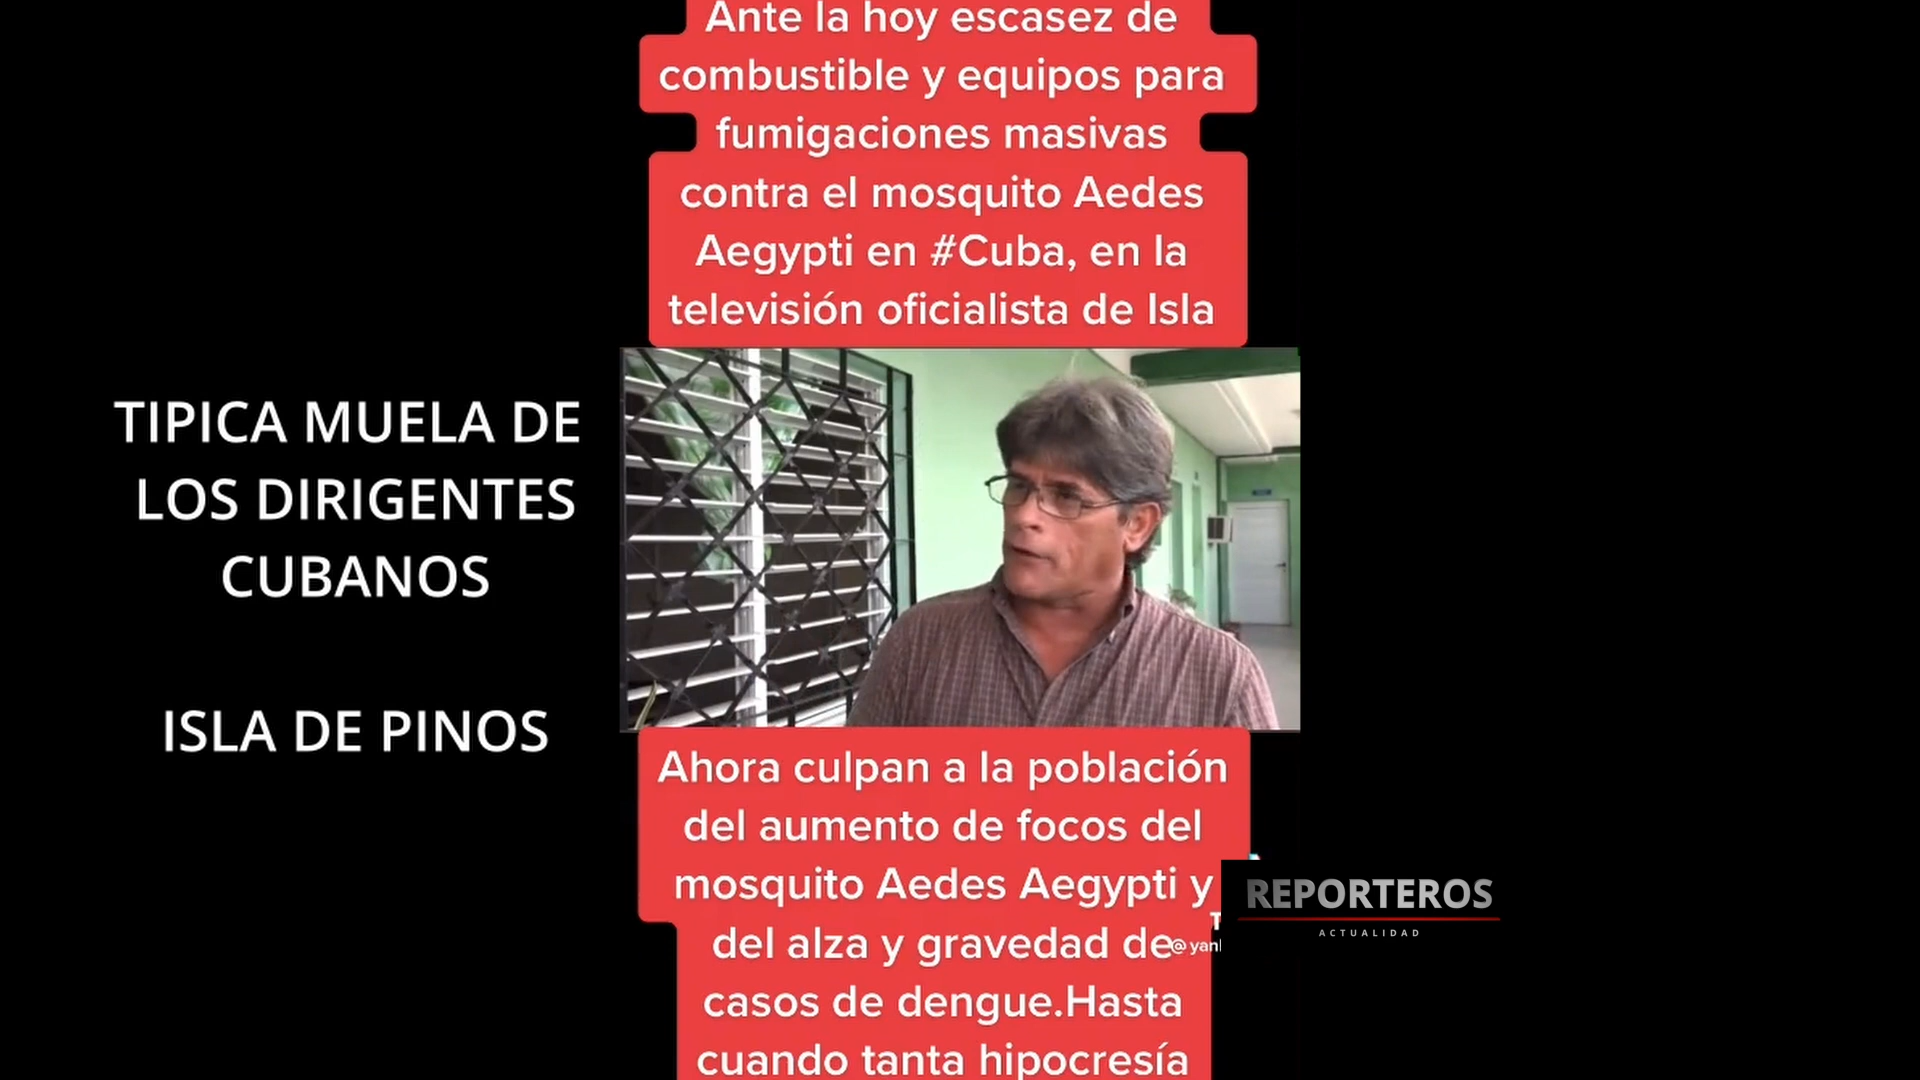 Ante la hoy escasez de
combustible y equipos para
fumigaciones masivas
contra el mosquito Aedes
Aegypti en #Cuba, en la
televisión oficialista de Isla
TIPICA MUELA DE
LOS DIRIGENTES
CUBANOS
ISLA DE PINOS
Ahora culpan a la población
del aumento de focos del
mosquito Aedes Aegypti y
del alza y gravedad de
casos de dengue.Hasta
cuando tanta hipocresía
REPORTEROS
ACTUALIDAD